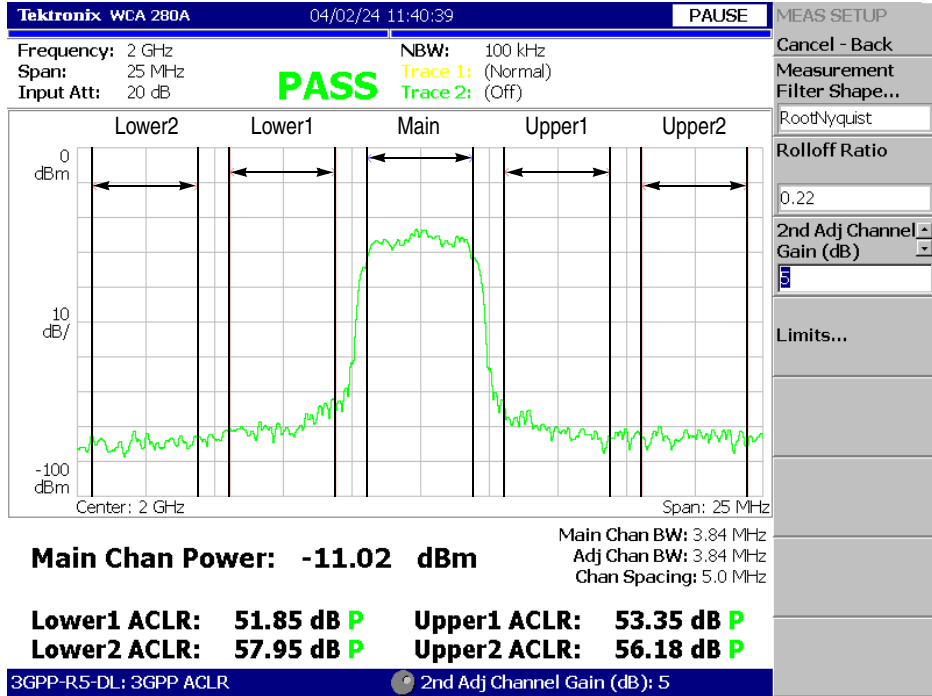 Tektronix WCA 280A 04/02/24 11:40:39 PAUSE
Frequency: 2 GHz NBW: 100 kHz
Span: 25 MHz Trace 1: (Normal)
Input Att: 20 dB PASS Trace 2: (Off)
Lower2 Lower1 Main Upper1 Upper2
0
dBm
10
dB/
-100
dBm
Center: 2 GHz Span: 25 MHz
Main Chan BW: 3.84 MHz
Main Chan Power: -11.02 dBm Adj Chan BW: 3.84 MHz
Chan Spacing: 5.0 MHz
Lower1 ACLR: 51.85 dB P Upper1 ACLR: 53.35 dB P
Lower2 ACLR: 57.95 dB P Upper2 ACLR: 56.18 dB P
3GPP-R5-DL: 3GPP ACLR 2nd Adj Channel Gain (dB): 5
MEAS SETUP
Cancel - Back
Measurement
Filter Shape...
RootNyquist
Rolloff Ratio
0.22
2nd Adj Channel
Gain (dB)
5
Limits...